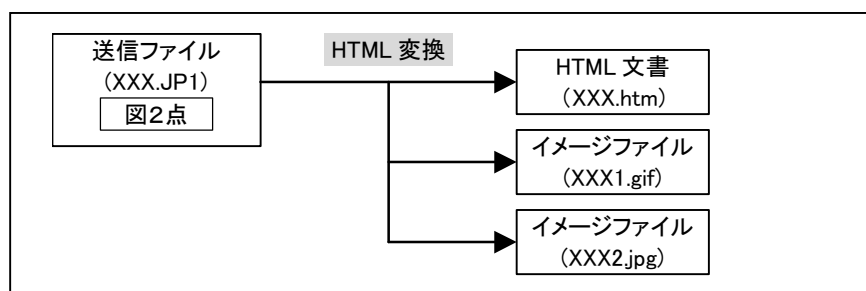 送信ファイル
(XXX.JP1)
図2点
HTML 変換
HTML 文書
(XXX.htm)
イメージファイル
(XXX1.gif)
イメージファイル
(XXX2.jpg)